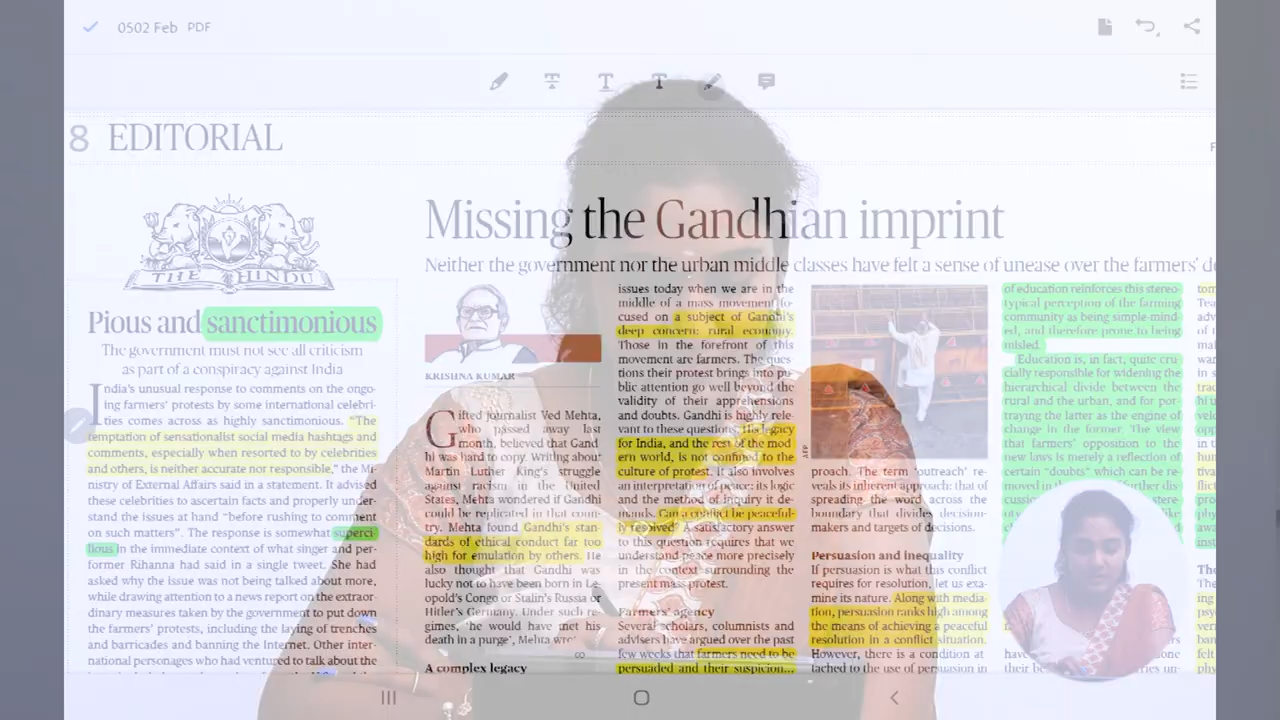 0502 Feb PDF
8 EDITORIAL
F
THE HINDU
Pious and sanctimonious
The government must not see all criticism
as part of a conspiracy against India
India's unusual response to comments on the ongo-
ing farmers' protests by some international celebri-
ties comes across as highly sanctimonious. "The
temptation of sensationalist social media hashtags and
comments, especially when resorted to by celebrities
and others, is neither accurate nor responsible," the Mi-
nistry of External Affairs said in a statement. It advised
these celebrities to ascertain facts and properly under-
stand the issues at hand "before rushing to comment
on such matters". The response is somewhat superci-
lious in the immediate context of what singer and per-
former Rihanna had said in a single tweet. She had
asked why the issue was not being talked about more,
while drawing attention to a news report on the extraor-
dinary measures taken by the government to put down
the farmers' protests, including the laying of trenches
and barricades and banning the Internet. Other inter-
national personages who had ventured to talk about the
Missing the Gandhian imprint
Neither the government nor the urban middle classes have felt a sense of unease over the farmers'
KRISHNA KUMAR
Gifted journalist Ved Mehta,
who passed away last
month, believed that Gand
hi was hard to copy. Writing about
Martin Luther King's struggle
against racism in the United
States, Mehta wondered if Gandhi
could be replicated in that coun-
try. Mehta found Gandhi's stan-
dards of ethical conduct far too
high for emulation by others. He
also thought that Gandhi was
lucky not to have been born in Le-
opold's Congo or Stalin's Russia or
Hitler's Germany. Under such re-
gimes, 'he would have met his
death in a purge', Mehta
A complex legacy
issues today when we are in the
middle of a mass movement fo-
cused on a subject of Gandhi's
deep concern: rural economy.
Those in the forefront of this
movement are farmers. The ques-
tions their protest brings into pu-
blic attention go well beyond the
validity of their apprehensions
and doubts. Gandhi is highly rele-
vant to these questions. His legacy
for India, and the rest of the mod
ern world, is not confined to the
culture of protest. It also involves
an interpretation of peace: its logic
and the method of inquiry it de-
mands. Can a conflict be peaceful-
ly resolved? A satisfactory answer
to this question requires that we
understand peace more precisely
in the context surrounding the
present mass protest.
Farmers' agency
Several scholars, columnists and
advisers have argued over the past
few weeks that farmers need to be
persuaded and their suspicion...
AFP
proach. The term 'outreach' re-
veals its inherent approach: that of
spreading the word across the
boundary that divides decision-
makers and targets of decisions.
Persuasion and inequality
If persuasion is what this conflict
requires for resolution, let us exa-
mine its nature. Along with media-
tion, persuasion ranks high among
the means of achieving a peaceful
resolution in a conflict situation.
However, there is a condition at-
tached to the use of persuasion in
of education reinforces this stereo-
typical perception of the farming
community as being simple-mind-
ed, and therefore prone to being
misled.
Education is, in fact, quite cru-
cially responsible for widening the
hierarchical divide between the
rural and the urban, and for por-
traying the latter as the engine of
change in the former. The view
that farmers' opposition to the
new laws is merely a reflection of
certain "doubts" which can be re-